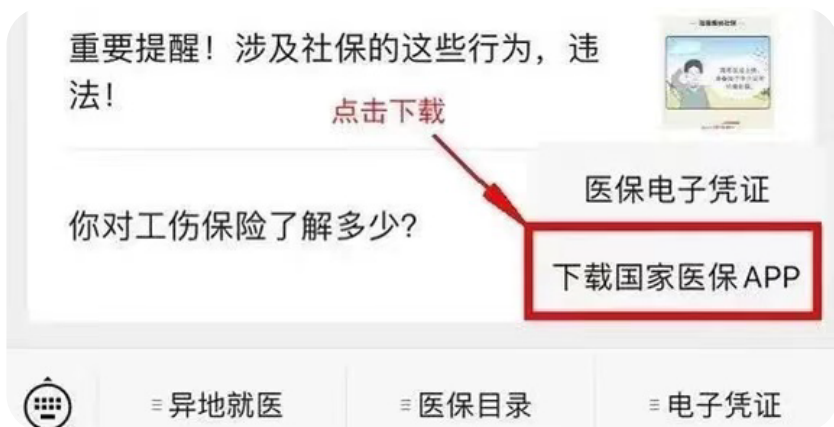 重要提醒！涉及社保的这些行为，违
法！
点击下载
医保电子凭证
你对工伤保险了解多少？
下载国家医保APP
异地就医
医保目录
电子凭证